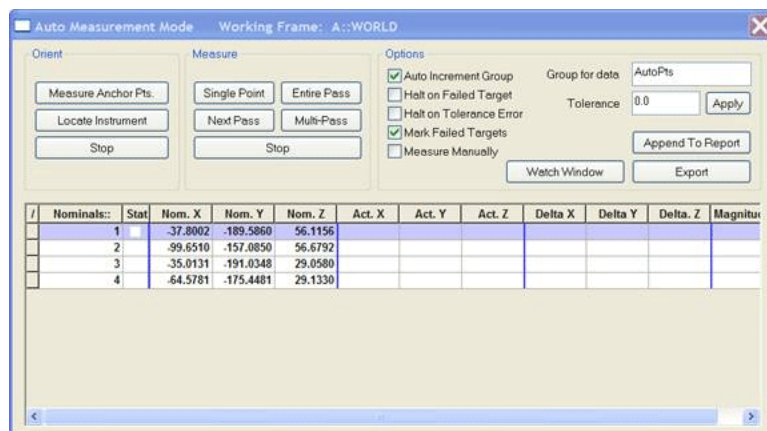 Auto Measurement Mode Working Frame: A::WORLD
Orient
Measure Anchor Pts.
Locate Instrument
Stop
Measure
Single Point Entire Pass
Next Pass Multi-Pass
Stop
Options
Auto Increment Group
Halt on Failed Target
Halt on Tolerance Error
Mark Failed Targets
Measure Manually
Group for data AutoPts
Tolerance 0.0 Apply
Append To Report
Watch Window Export
/ Nominals:: Stat Nom. X Nom. Y Nom. Z Act. X Act. Y Act. Z Delta X Delta Y Delta. Z Magnitu
1 -37.8002 -189.5860 56.1156
2 -99.6510 -157.0850 56.6792
3 -35.0131 -191.0348 29.0580
4 -64.5781 -175.4481 29.1330